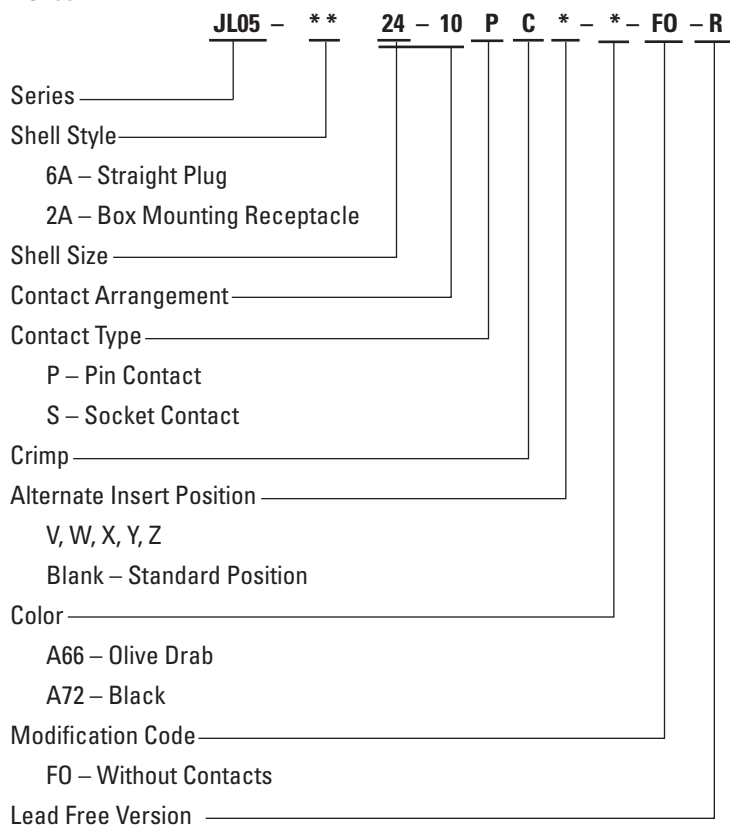 JL05 – * * 24 – 10 P C * – * – FO – R
Series
Shell Style
6A – Straight Plug
2A – Box Mounting Receptacle
Shell Size
Contact Arrangement
Contact Type
P – Pin Contact
S – Socket Contact
Crimp
Alternate Insert Position
V, W, X, Y, Z
Blank – Standard Position
Color
A66 – Olive Drab
A72 – Black
Modification Code
FO – Without Contacts
Lead Free Version